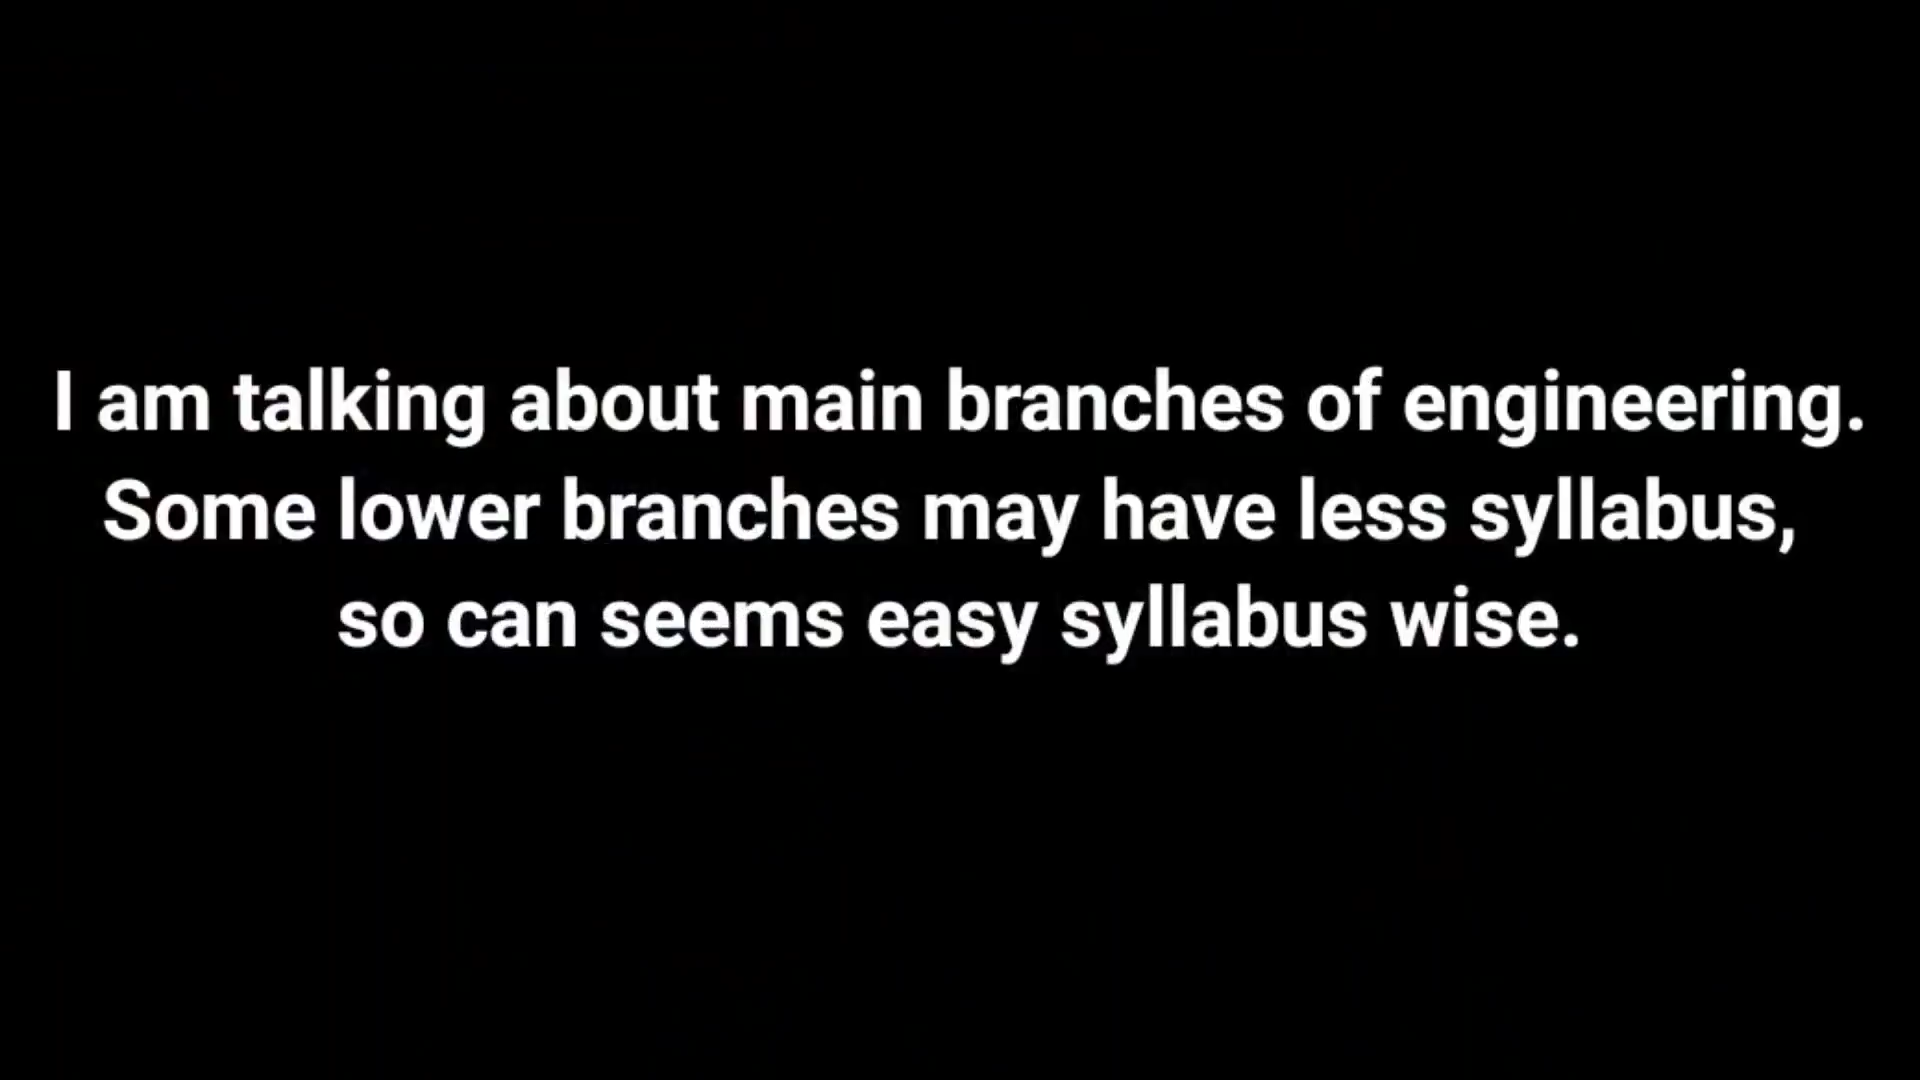 I am talking about main branches of engineering.
Some lower branches may have less syllabus,
so can seems easy syllabus wise.